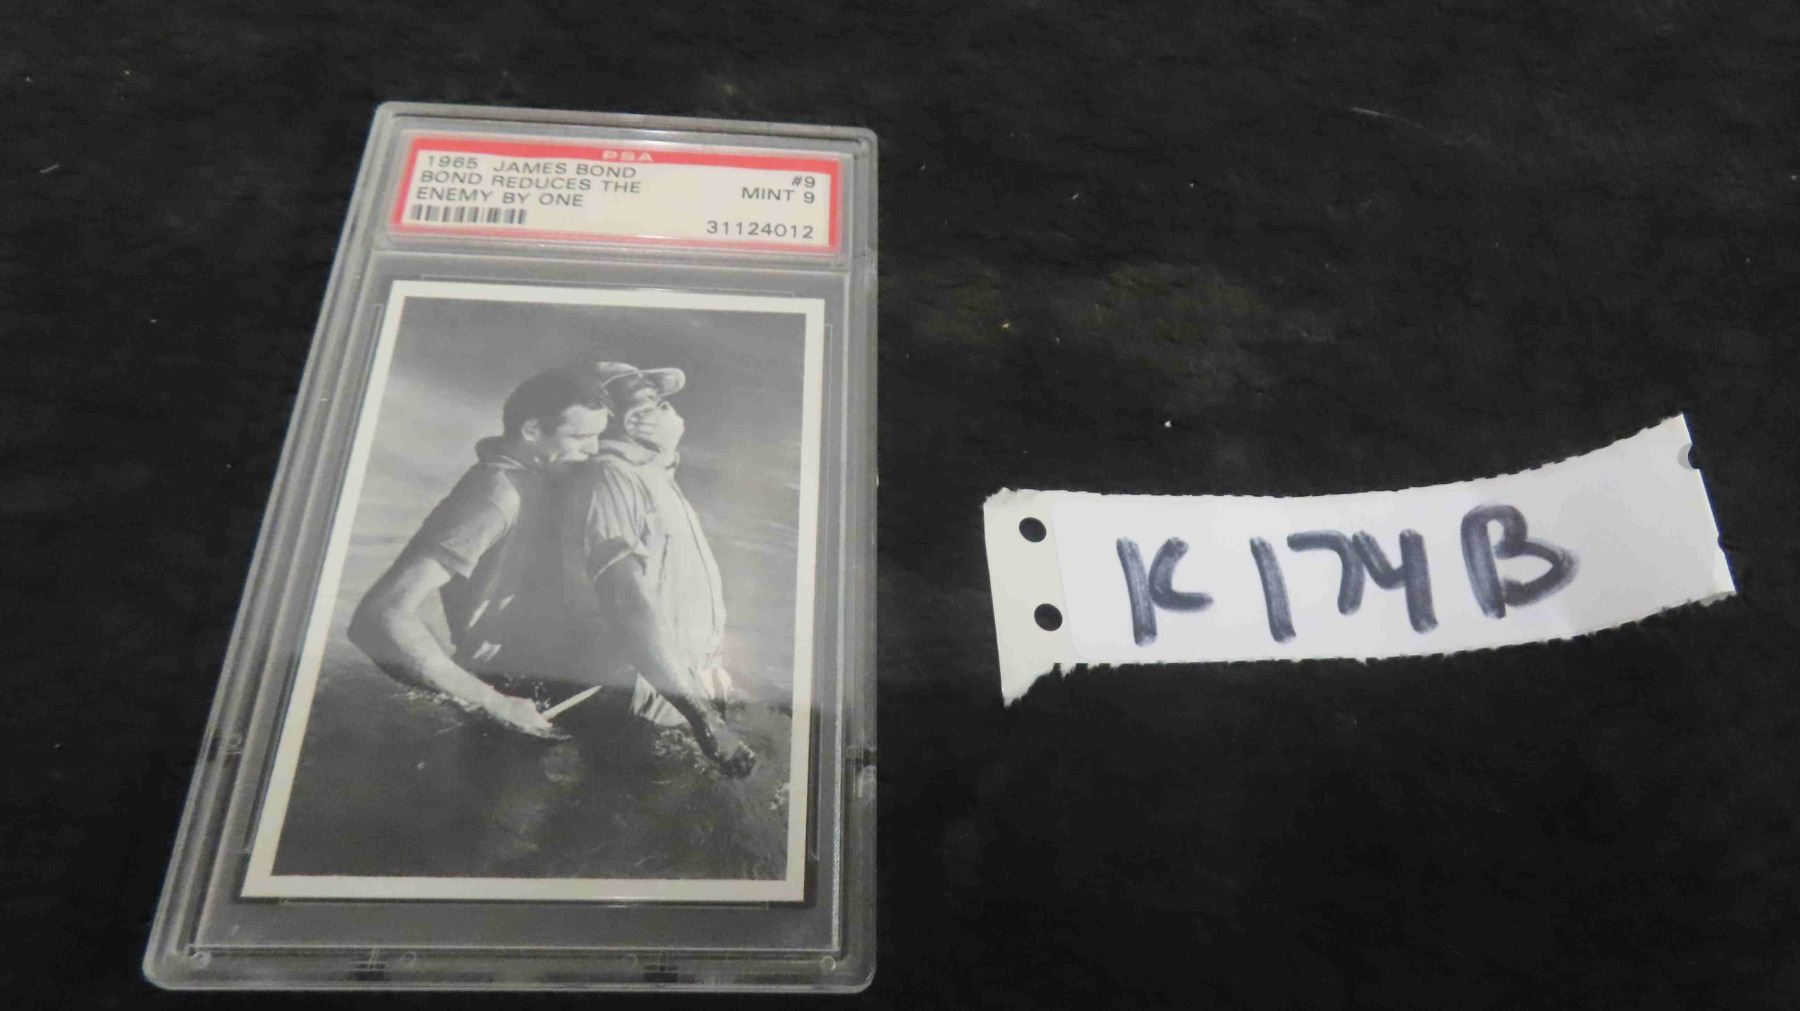 PSA
1965 JAMES BOND
BOND REDUCES THE
ENEMY BY ONE
#9
MINT 9
31124012
K174B